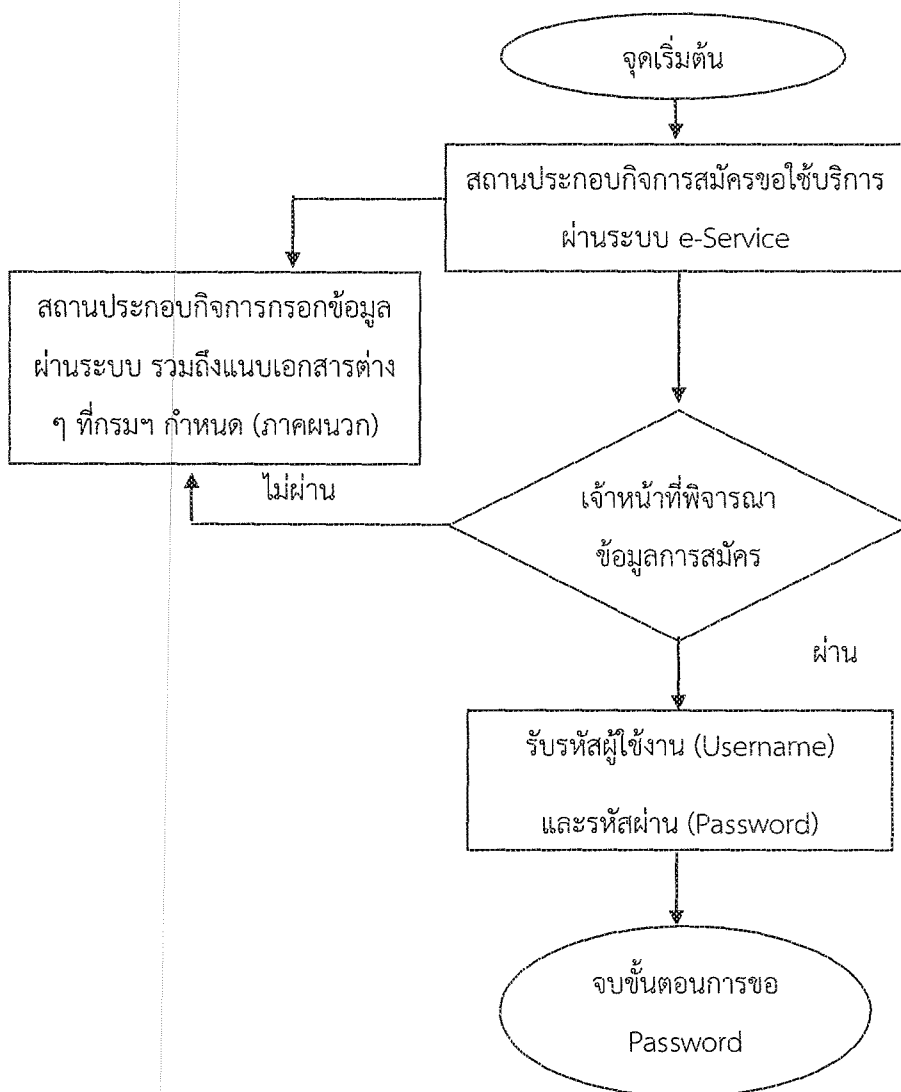 จุดเริ่มต้น
สถานประกอบกิจการสมัครขอใช้บริการ
ผ่านระบบ e-Service
สถานประกอบกิจการกรอกข้อมูล
ผ่านระบบ รวมถึงแนบเอกสารต่าง
ๆ ที่กรมฯ กำหนด (ภาคผนวก)
ไม่ผ่าน
เจ้าหน้าที่พิจารณา
ข้อมูลการสมัคร
ผ่าน
รับรหัสผู้ใช้งาน (Username)
และรหัสผ่าน (Password)
จบขั้นตอนการขอ
Password